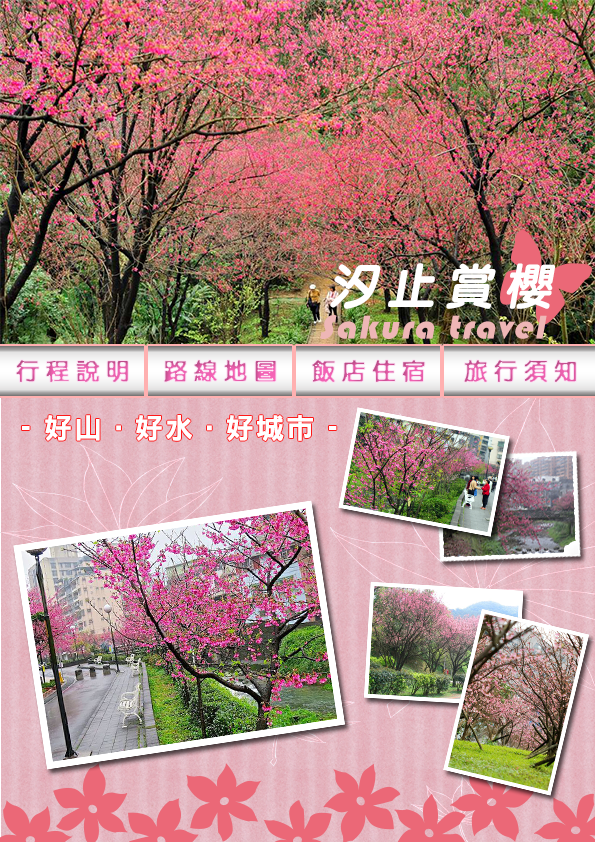 汐止賞櫻
Sakura travel
行程說明
路線地圖
飯店住宿
旅行須知
- 好山 · 好水 · 好城市 -